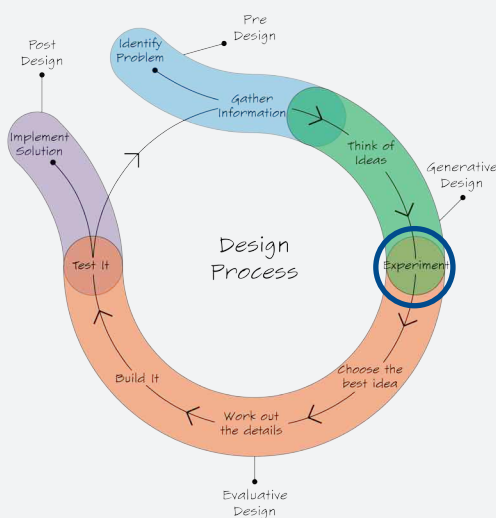 Pre
Design
Post
Design
Identify
Problem
Gather
Information
Implement
Solution
Think of
Ideas
Generative
Design
Design
Process
Test It
Experiment
Choose the
best idea
Build It
Work out
the details
Evaluative
Design